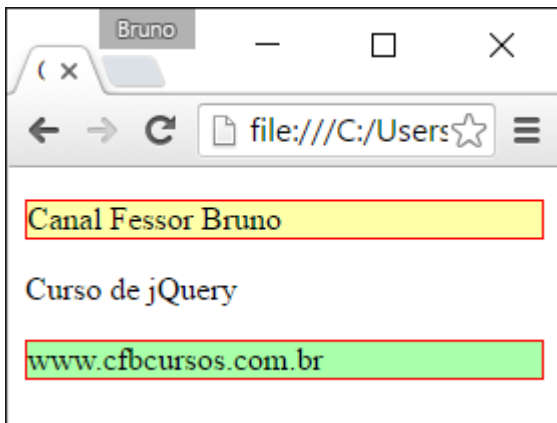 Bruno
file:///C:/Users
Canal Fessor Bruno
Curso de jQuery
www.cfbcursos.com.br